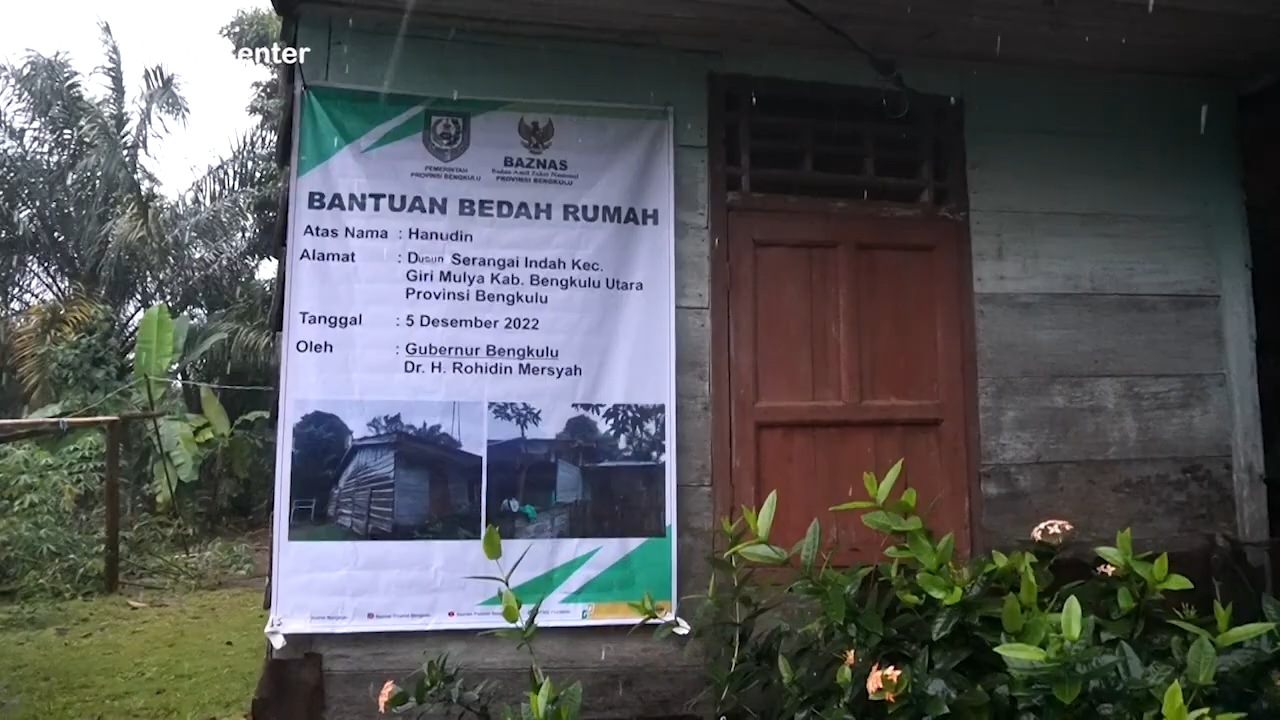 enter
PEMERINTAH
PROVINSI BENGKULU
BAZNAS
Badan Amil Zakat Nasional
PROVINSI BENGKULU
BANTUAN BEDAH RUMAH
Atas Nama : Hanudin
Alamat : Dusun Serangai Indah Kec.
Giri Mulya Kab. Bengkulu Utara
Provinsi Bengkulu
Tanggal : 5 Desember 2022
Oleh : Gubernur Bengkulu
Dr. H. Rohidin Mersyah